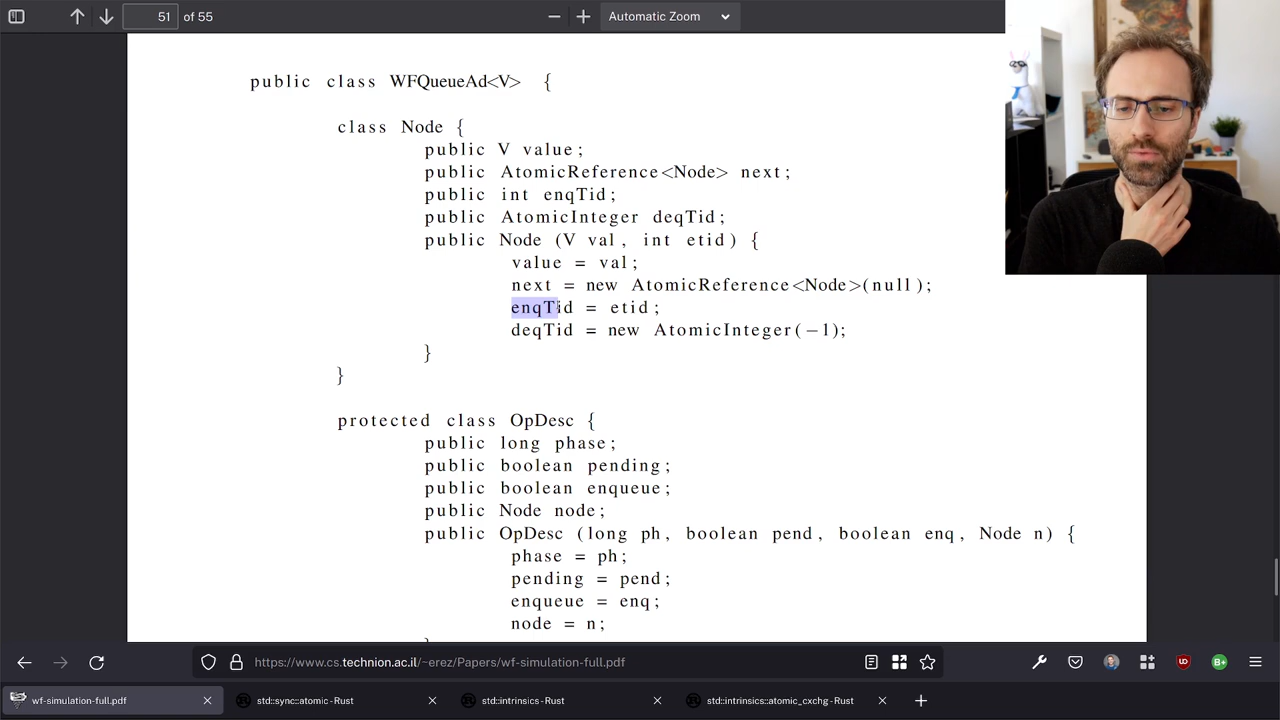 51 of 55
Automatic Zoom
public class WFQueueAd<V> {
class Node {
public V value;
public AtomicReference<Node> next;
public int enqTid;
public AtomicInteger deqTid;
public Node (V val, int etid) {
value = val;
next = new AtomicReference<Node>(null);
enqTid = etid;
deqTid = new AtomicInteger(−1);
}
}
protected class OpDesc {
public long phase;
public boolean pending;
public boolean enqueue;
public Node node;
public OpDesc (long ph, boolean pend, boolean enq, Node n) {
phase = ph;
pending = pend;
enqueue = enq;
node = n;
https://www.cs.technion.ac.il/~erez/Papers/wf-simulation-full.pdf
wf-simulation-full.pdf
std::sync::atomic - Rust
std::intrinsics - Rust
std::intrinsics::atomic_cxchg - Rust